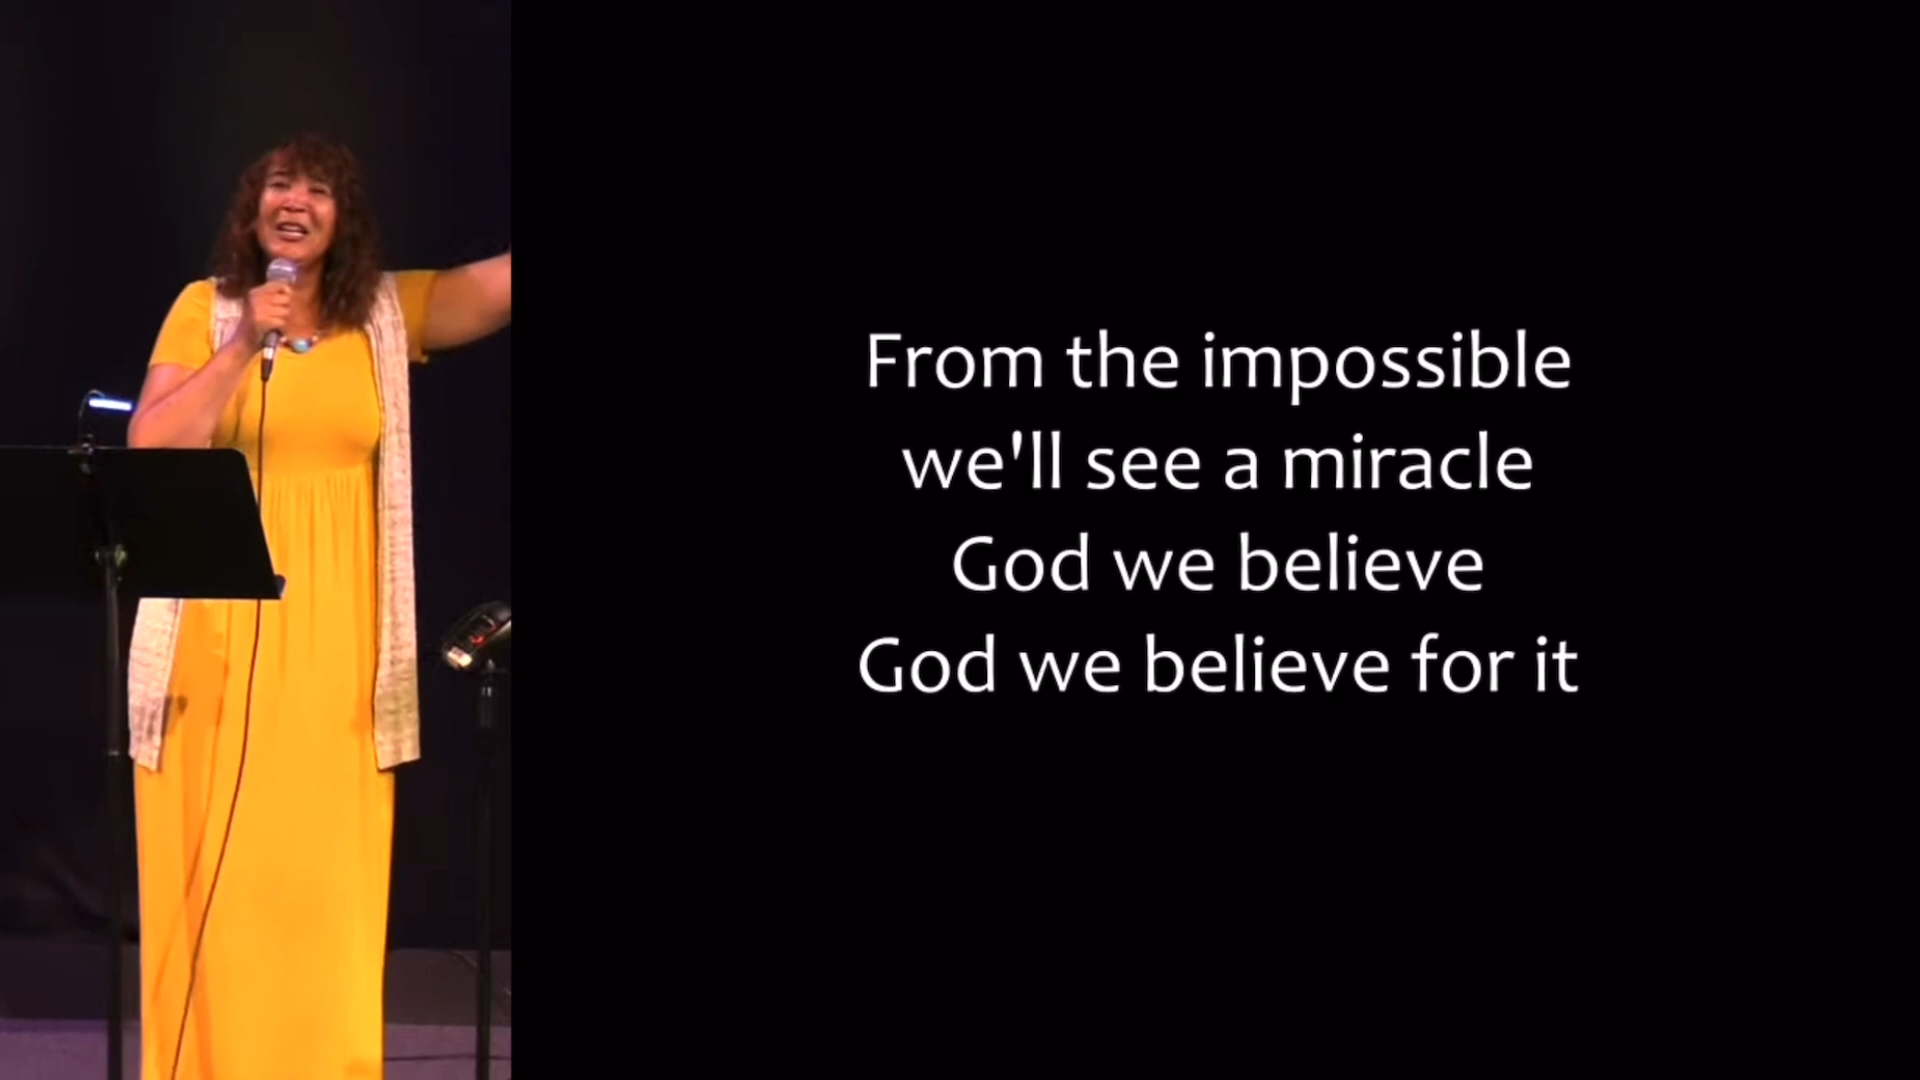 From the impossible
we'll see a miracle
God we believe
God we believe for it